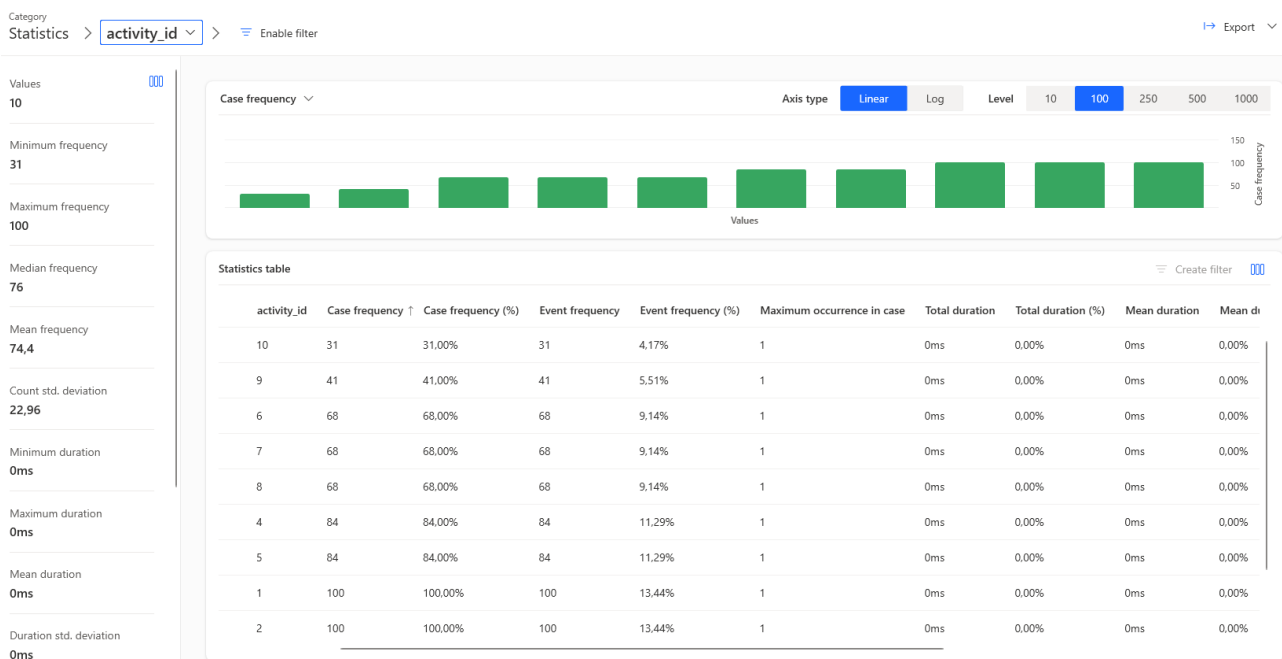 Category
Statistics > activity_id > Enable filter
Export
Values
10
Minimum frequency
31
Maximum frequency
100
Median frequency
76
Mean frequency
74,4
Count std. deviation
22,96
Minimum duration
0ms
Maximum duration
0ms
Mean duration
0ms
Duration std. deviation
0ms
Case frequency Axis type Linear Log Level 10 100 250 500 1000
150
100
50
Case frequency
Values
Statistics table Create filter
activity_id Case frequency ↑ Case frequency (%) Event frequency Event frequency (%) Maximum occurrence in case Total duration Total duration (%) Mean duration Mean
10 31 31,00% 31 4,17% 1 0ms 0,00% 0ms 0,00%
9 41 41,00% 41 5,51% 1 0ms 0,00% 0ms 0,00%
6 68 68,00% 68 9,14% 1 0ms 0,00% 0ms 0,00%
7 68 68,00% 68 9,14% 1 0ms 0,00% 0ms 0,00%
8 68 68,00% 68 9,14% 1 0ms 0,00% 0ms 0,00%
4 84 84,00% 84 11,29% 1 0ms 0,00% 0ms 0,00%
5 84 84,00% 84 11,29% 1 0ms 0,00% 0ms 0,00%
1 100 100,00% 100 13,44% 1 0ms 0,00% 0ms 0,00%
2 100 100,00% 100 13,44% 1 0ms 0,00% 0ms 0,00%